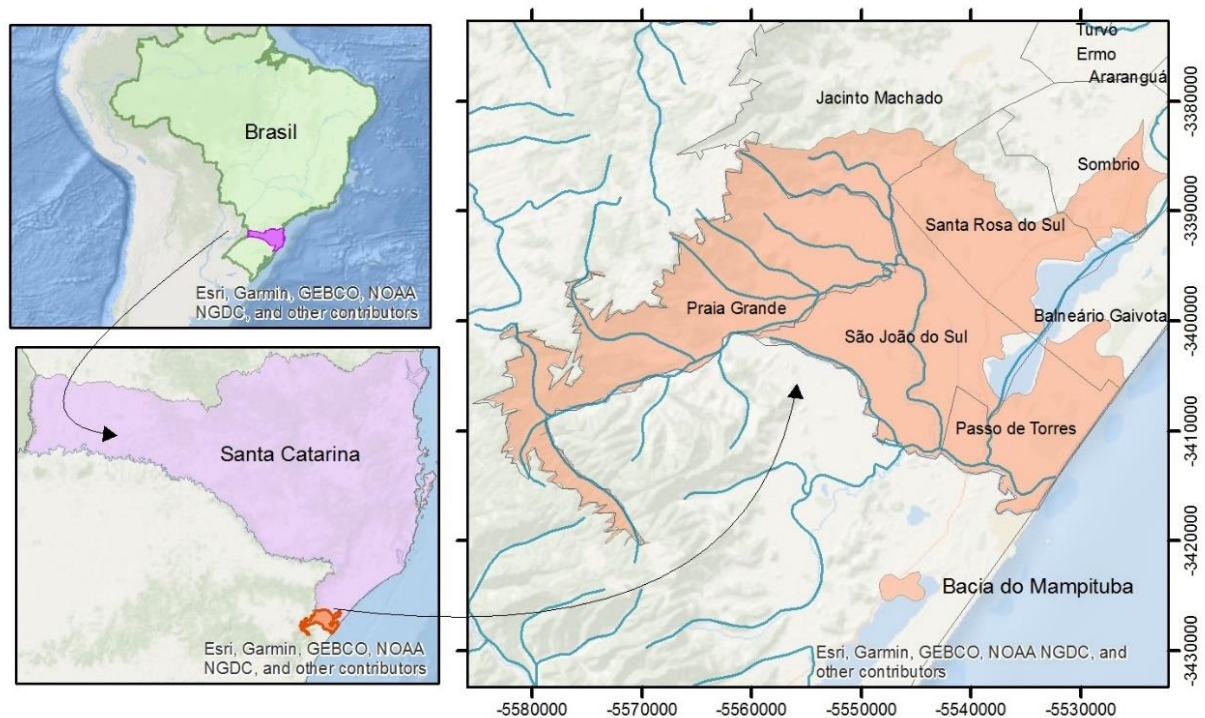 Brasil
Esri, Garmin, GEBCO, NOAA
NGDC, and other contributors
Santa Catarina
Esri, Garmin, GEBCO, NOAA
NGDC, and other contributors
Turvo
Ermo
Araranguá
Jacinto Machado
Sombrio
Santa Rosa do Sul
Praia Grande
Balneário Gaivota
São João do Sul
Passo de Torres
Bacia do Mampituba
Esri, Garmin, GEBCO, NOAA NGDC, and
other contributors
-3380000
-3390000
-3400000
-3410000
-3420000
-3430000
-5580000
-5570000
-5560000
-5550000
-5540000
-5530000